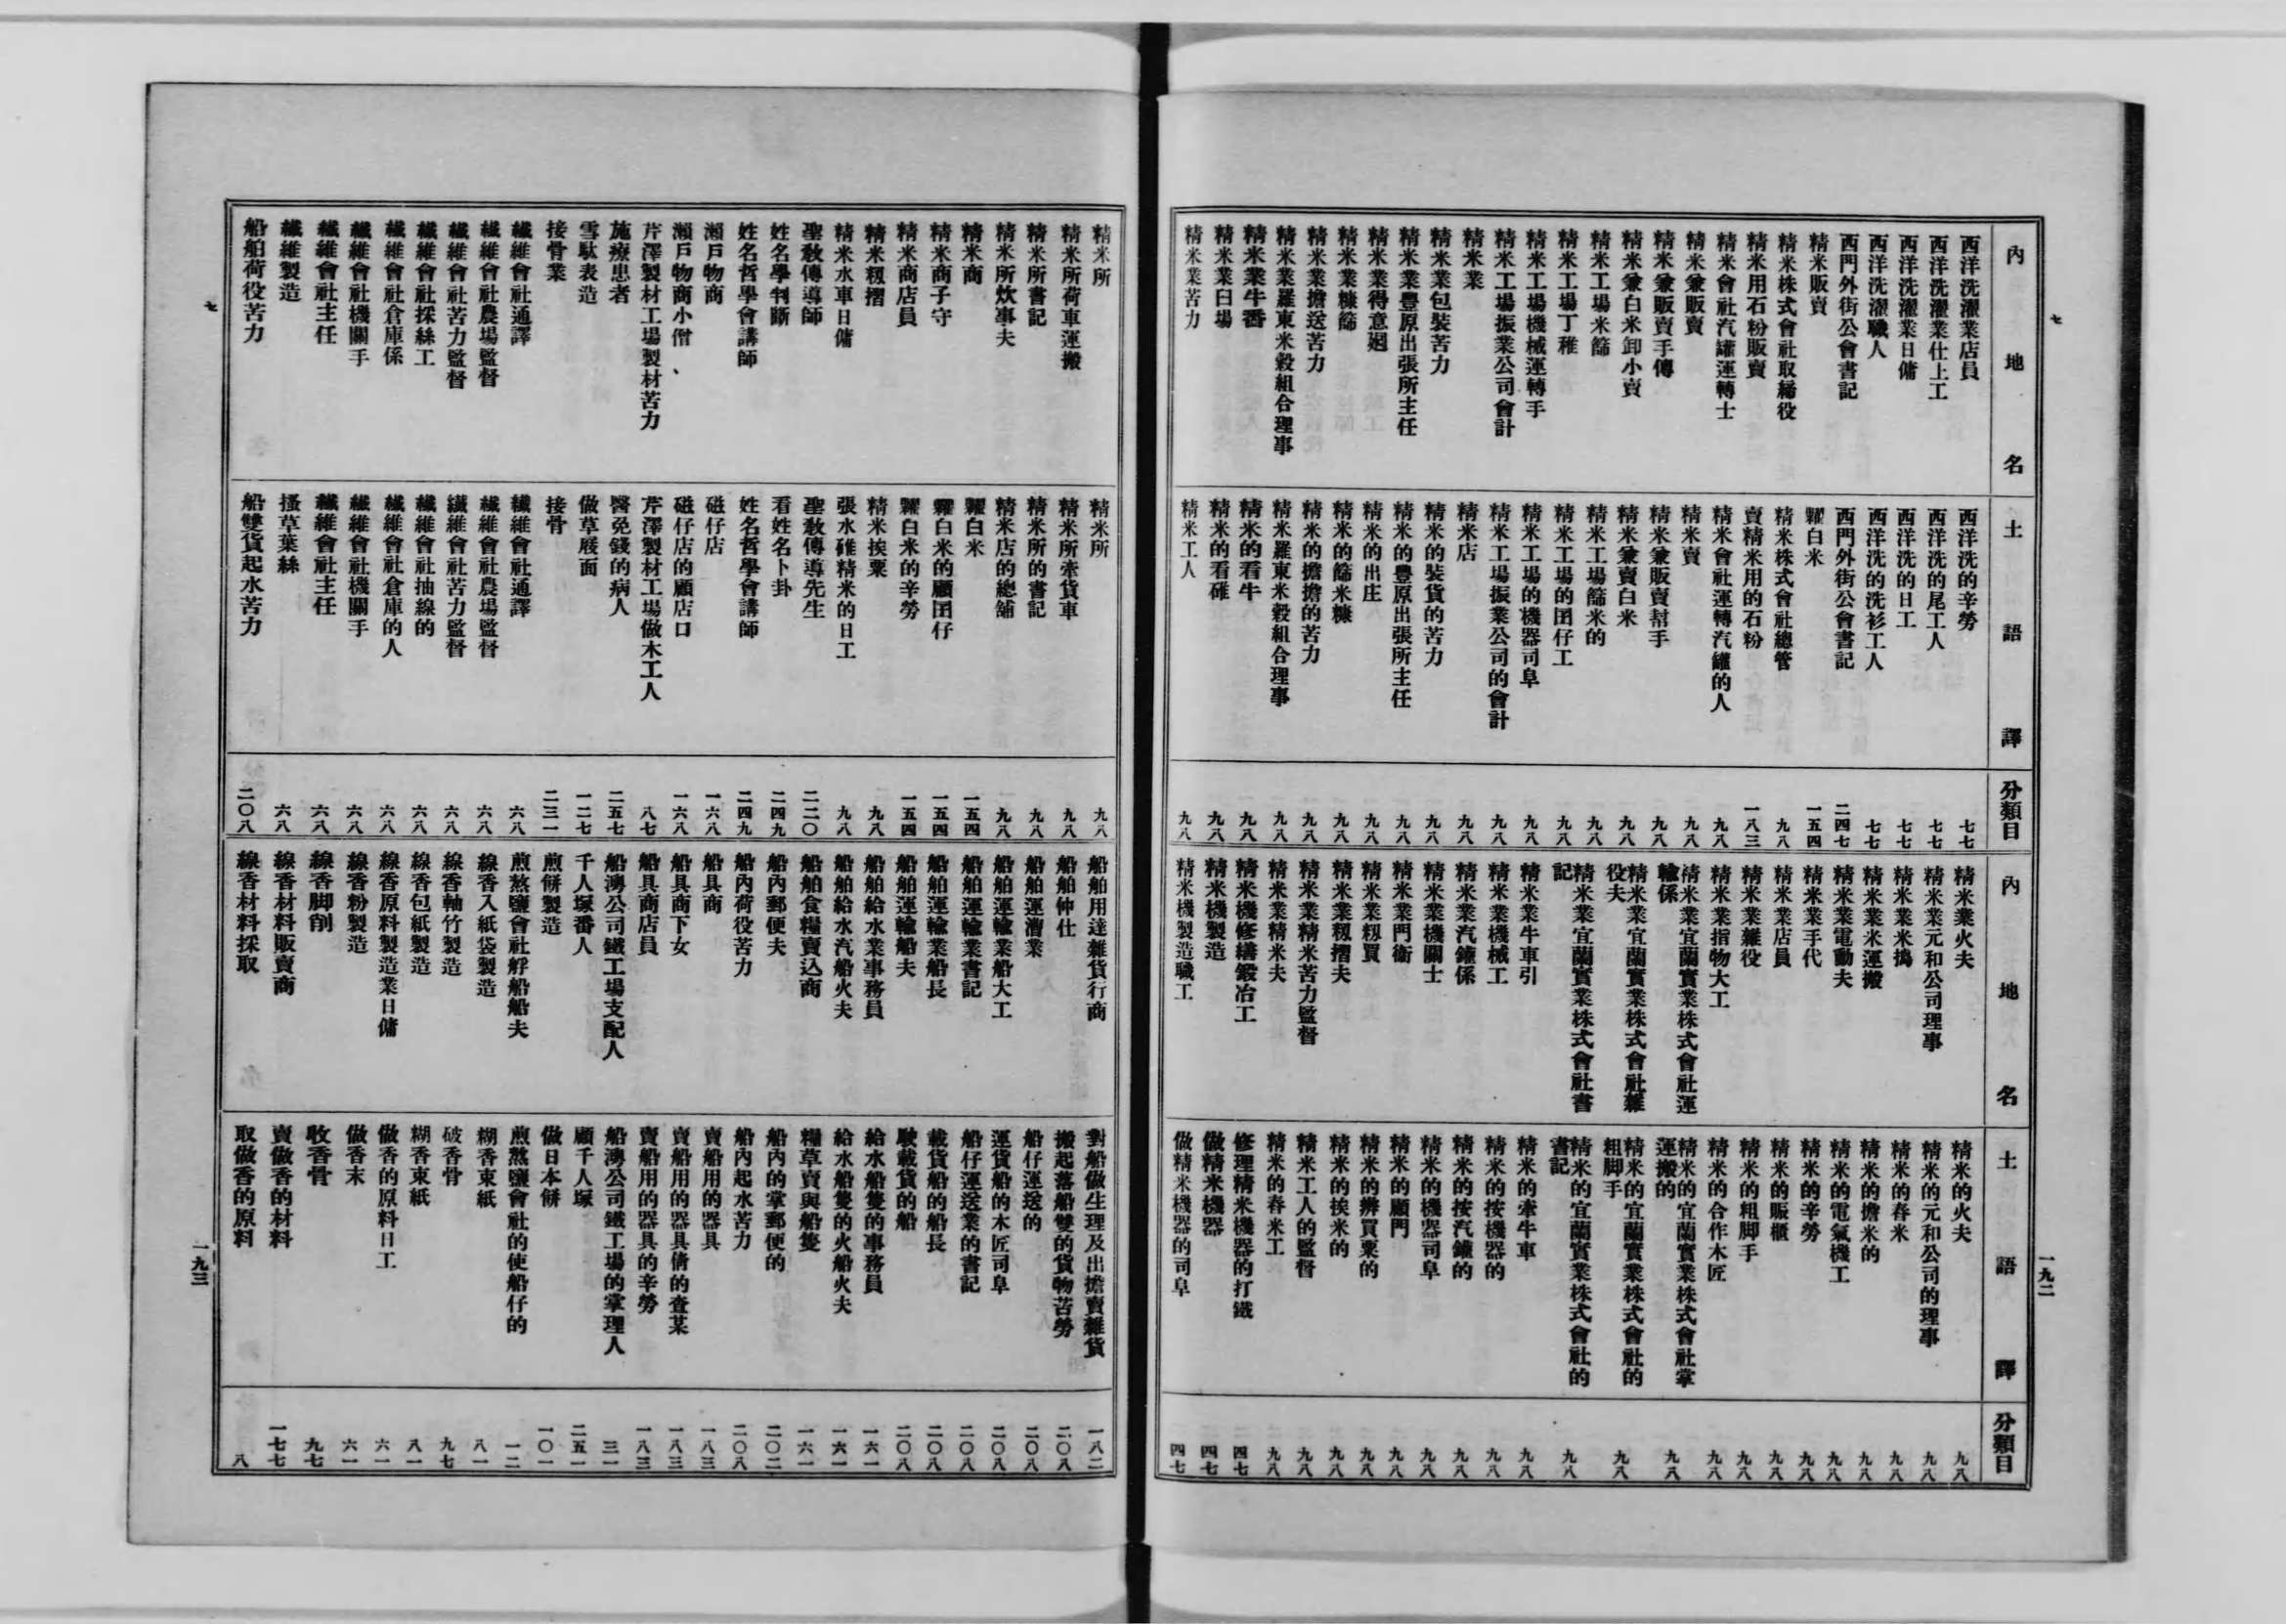 七
內地名 土語譯 分類目
西洋洗濯業店員 西洋洗的辛勞 七七
西洋洗濯業仕上工 西洋洗的尾工人 七七
西洋洗濯業日傭 西洋洗的日工 七七
西洋洗濯職人 西洋洗的洗衫工人 七七
西門外街公會書記 西門外街公會書記 二四七
精米販賣 糶白米 一五四
精米株式會社取締役 精米株式會社總管 九八
精米用石粉販賣 賣精米用的石粉 一八三
精米會社汽罐運轉士 精米會社運轉汽罐的人 九八
精米兼販賣 精米賣 九八
精米兼販賣手傳 精米兼販賣幇手 九八
精米兼白米卸小賣 精米兼賣白米 九八
精米工場米篩 精米工場篩米的 九八
精米工場丁稚 精米工場的囝仔工 九八
精米工場機械運轉手 精米工場的機器司阜 九八
精米工場振業公司會計 精米工場振業公司的會計 九八
精米業 精米店 九八
精米業包裝苦力 精米的裝貨的苦力 九八
精米業豐原出張所主任 精米的豐原出張所主任 九八
精米業得意廻 精米的出庄 九八
精米業糠篩 精米的篩米糠 九八
精米業擔送苦力 精米的擔擔的苦力 九八
精米業羅東米穀組合理事 精米羅東米穀組合理事 九八
精米業牛番 精米的看牛 九八
精米業臼場 精米的看碓 九八
精米業苦力 精米工人 九八
內地名 土語譯 分類目
精米業火夫 精米的火夫 九八
精米業元和公司理事 精米的元和公司的理事 九八
精米業米搗 精米的舂米 九八
精米業米運搬 精米的擔米的 九八
精米業電動夫 精米的電氣機工 九八
精米業手代 精米的辛勞 九八
精米業店員 精米的賬櫃 九八
精米業雜役 精米的粗脚手 九八
精米業指物大工 精米的合作木匠 九八
精米業宜蘭實業株式會社運輸係 精米的宜蘭實業株式會社掌運搬的 九八
精米業宜蘭實業株式會社雜役夫 精米的宜蘭實業株式會社的粗脚手 九八
精米業宜蘭實業株式會社書記 精米的宜蘭實業株式會社的書記 九八
精米業牛車引 精米的牽牛車 九八
精米業機械工 精米的按機器的 九八
精米業汽鑵係 精米的按汽鑵的 九八
精米業機關士 精米的機器司阜 九八
精米業門衛 精米的顧門 九八
精米業籾買 精米的辨買粟的 九八
精米業籾摺夫 精米的挨米的 九八
精米業精米苦力監督 精米工人的監督 九八
精米業精米夫 精米的舂米工 九八
精米機修繕鍛冶工 修理精米機器的打鐵 四七
精米機製造 做精米機器 四七
精米機製造職工 做精米機器的司阜 四七
一九二
精米所 精米所 九八
精米所荷車運搬 精米所牽貨車 九八
精米所書記 精米所的書記 九八
精米所炊事夫 精米店的總舖 九八
精米商 糶白米 一五四
精米商子守 糶白米的顧囝仔 一五四
精米商店員 糶白米的辛勞 一五四
精米籾摺 精米挨粟 九八
精米水車日傭 張水碓精米的日工 九八
聖敎傳導師 聖敎傳導先生 二二〇
姓名學判斷 看姓名卜卦 二四九
姓名哲學會講師 姓名哲學會講師 二四九
瀨戶物商 磁仔店 一六八
瀨戶物商小僧、 磁仔店的顧店口 一六八
芹澤製材工場製材苦力 芹澤製材工場做木工人 八七
施療患者 醫免錢的病人 二五七
雪駄表造 做草屐面 一二七
接骨業 接骨 二三一
纎維會社通譯 纎維會社通譯 六八
纎維會社農場監督 纎維會社農場監督 六八
纎維會社苦力監督 纎維會社苦力監督 六八
纎維會社採絲工 纎維會社抽線的 六八
纎維會社倉庫係 纎維會社倉庫的人 六八
纎維會社機關手 纎維會社機關手 六八
纎維會社主任 纎維會社主任 六八
纎維製造 搔草葉絲 六八
船舶荷役苦力 船雙貨起水苦力 二〇八
船舶用達雜貨行商 對船做生理及出擔賣雜貨 一八二
船舶仲仕 搬起落船雙的貨物苦勞 二〇八
船舶運漕業 船仔運送的 二〇八
船舶運輸業船大工 運貨船的木匠司阜 二〇八
船舶運輸業書記 船仔運送業的書記 二〇八
船舶運輸業船長 載貨船的船長 二〇八
船舶運輸船夫 駛載貨的船 二〇八
船舶給水業事務員 給水船隻的事務員 一六一
船舶給水汽船火夫 給水船隻的火船火夫 一六一
船舶食糧賣込商 糧草賣與船隻 一六一
船內郵便夫 船內的掌郵便的 二〇二
船內荷役苦力 船內起水苦力 二〇八
船具商 賣船用的器具 一八三
船具商下女 賣船用的器具倩的查某 一八三
船具商店員 賣船用的器具的辛勞 一八三
船澳公司鐵工場支配人 船澳公司鐵工場的掌理人 三一
千人塚番人 顧千人塚 二五一
煎餅製造 做日本餅 一〇一
煎熬鹽會社艀船船夫 煎熬鹽會社的使船仔的 一二
線香入紙袋製造 糊香束紙 八一
線香軸竹製造 破香骨 九七
線香包紙製造 糊香束紙 八一
線香原料製造業日傭 做香的原料日工 六一
線香粉製造 做香末 六一
線香脚削 收香骨 九七
線香材料販賣商 賣做香的材料 一七七
線香材料採取 取做香的原料 八
七
一九三